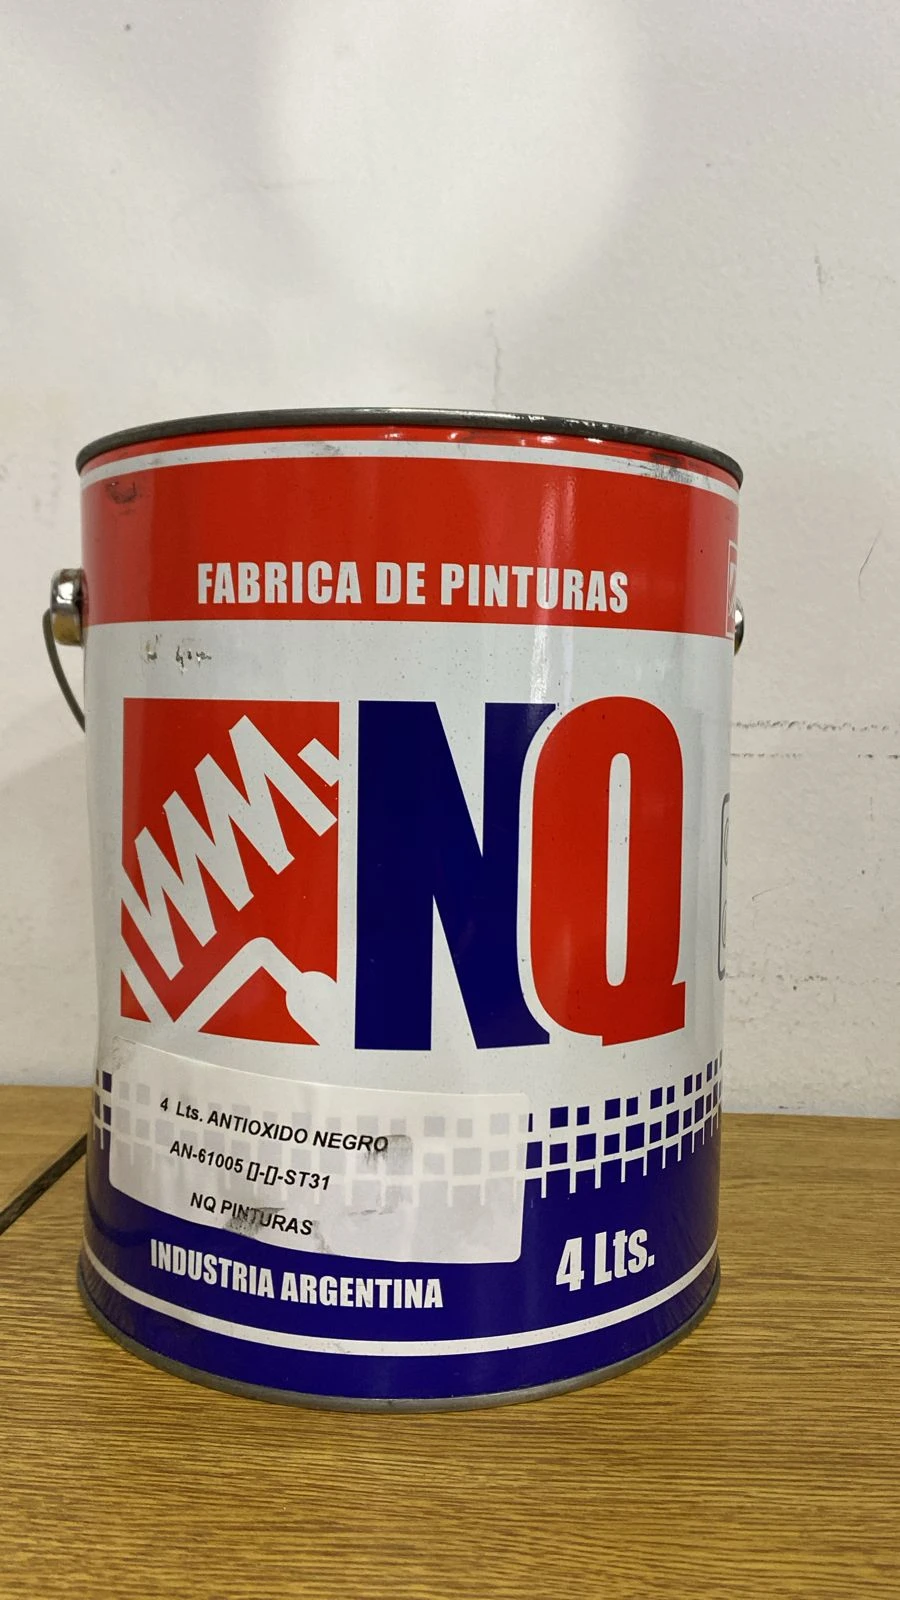 FABRICA DE PINTURAS
NQ
4 Lts. ANTIOXIDO NEGRO
AN-61005 []-[]-ST31
NQ PINTURAS
INDUSTRIA ARGENTINA
4 Lts.